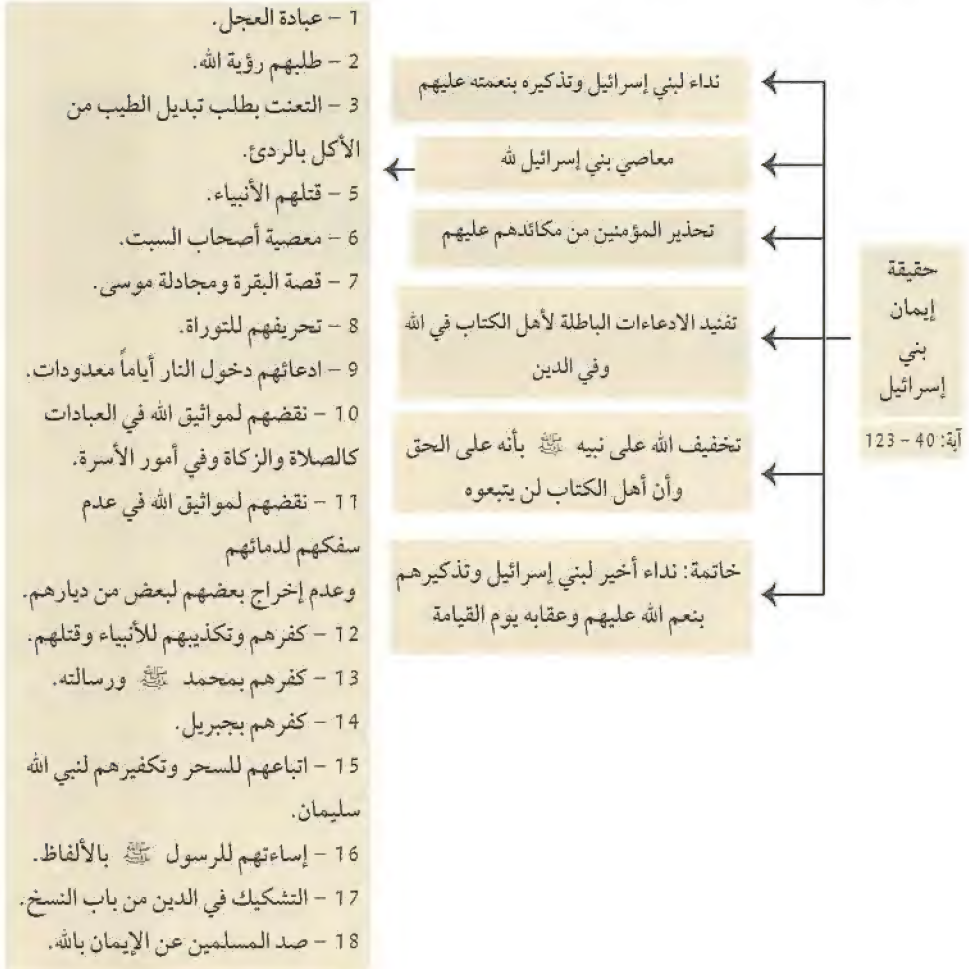 حقيقة
إيمان
بني
إسرائيل
آية: 40 – 123
نداء لبني إسرائيل وتذكيره بنعمته عليهم
معاصي بني إسرائيل لله
تحذير المؤمنين من مكائدهم عليهم
تفنيد الادعاءات الباطلة لأهل الكتاب في الله
وفي الدين
تخفيف الله على نبيه ﷺ بأنه على الحق
وأن أهل الكتاب لن يتبعوه
خاتمة: نداء أخير لبني إسرائيل وتذكيرهم
بنعم الله عليهم وعقابه يوم القيامة
1 – عبادة العجل.
2 – طلبهم رؤية الله.
3 – التعنت بطلب تبديل الطيب من
الأكل بالردئ.
5 – قتلهم الأنبياء.
6 – معصية أصحاب السبت.
7 – قصة البقرة ومجادلة موسى.
8 – تحريفهم للتوراة.
9 – ادعائهم دخول النار أياماً معدودات.
10 – نقضهم لمواثيق الله في العبادات
كالصلاة والزكاة وفي أمور الأسرة.
11 – نقضهم لمواثيق الله في عدم
سفكهم لدمائهم
وعدم إخراج بعضهم لبعض من ديارهم.
12 – كفرهم وتكذيبهم للأنبياء وقتلهم.
13 – كفرهم بمحمد ﷺ ورسالته.
14 – كفرهم بجبريل.
15 – اتباعهم للسحر وتكفيرهم لنبي الله
سليمان.
16 – إساءتهم للرسول ﷺ بالألفاظ.
17 – التشكيك في الدين من باب النسخ.
18 – صد المسلمين عن الإيمان بالله.